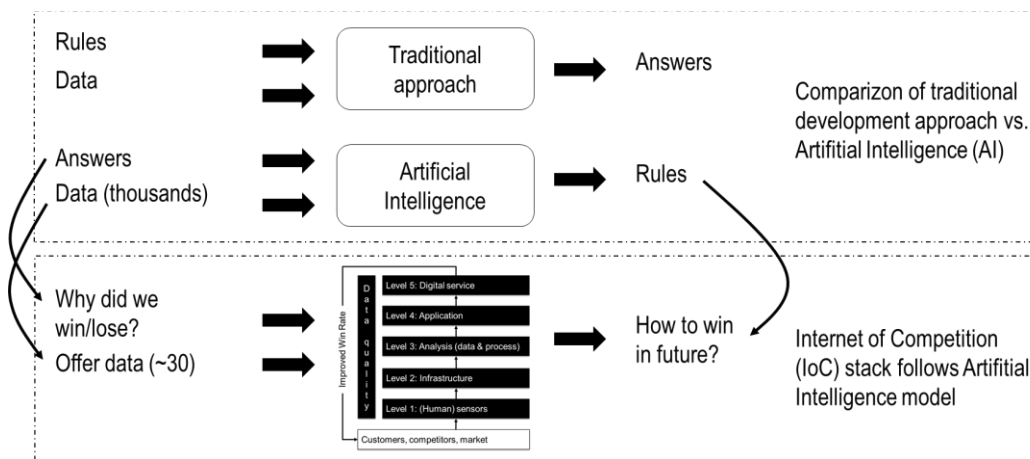 Rules
Data
Traditional
approach
Answers
Comparizon of traditional
development approach vs.
Artifitial Intelligence (AI)
Answers
Data (thousands)
Artificial
Intelligence
Rules
Why did we
win/lose?
Offer data (~30)
Improved Win Rate
Data quality
Level 5: Digital service
Level 4: Application
Level 3: Analysis (data & process)
Level 2: Infrastructure
Level 1: (Human) sensors
Customers, competitors, market
How to win
in future?
Internet of Competition
(IoC) stack follows Artifitial
Intelligence model